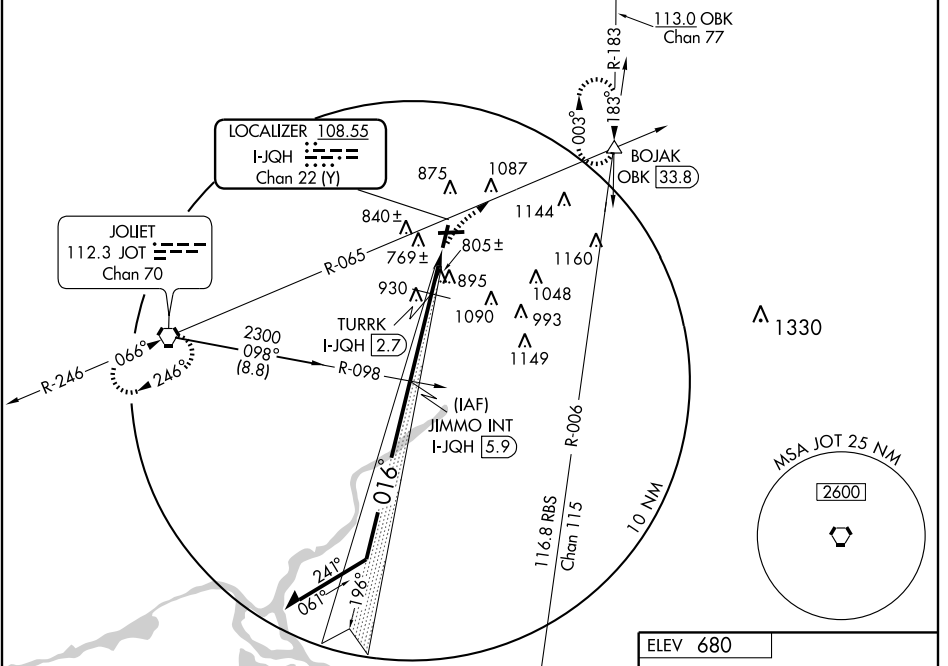 113.0 OBK
Chan 77
R-183
183°
003°
LOCALIZER 108.55
I-JQH
Chan 22 (Y)
BOJAK
OBK 33.8
875
1087
1144
840±
769±
805±
1160
JOLIET
112.3 JOT
Chan 70
R-065
930
895
1048
1090
993
1149
1330
TURRK
I-JQH 2.7
2300
098°
(8.8)
R-098
R-246
066°
246°
(IAF)
JIMMO INT
I-JQH 5.9
R-006
016°
116.8 RBS
Chan 115
10 NM
MSA JOT 25 NM
2600
241°
061°
196°
ELEV 680